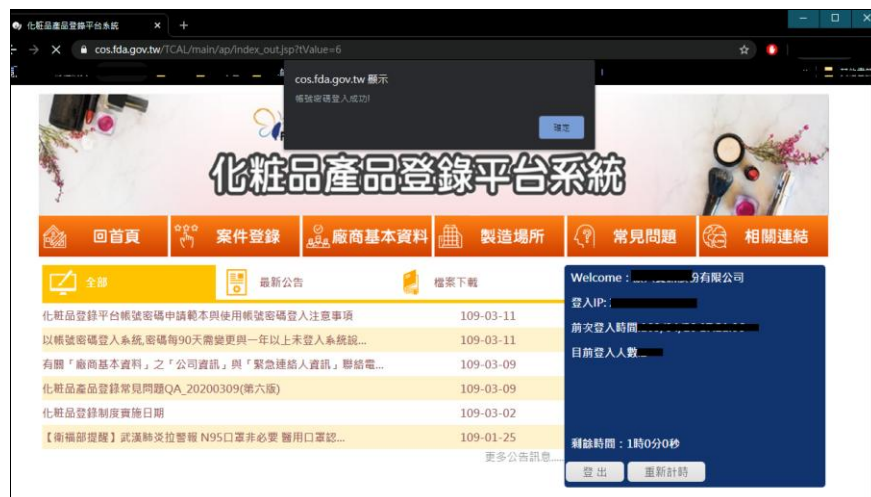 化粧品產品登錄平台系統
cos.fda.gov.tw/TCAL/main/ap/index_out.jsp?tValue=6
cos.fda.gov.tw 顯示
帳號密碼登入成功!
確定
化粧品產品登錄平台系統
回首頁
案件登錄
廠商基本資料
製造場所
常見問題
相關連結
全部
最新公告
檔案下載
化粧品登錄平台帳號密碼申請範本與使用帳號密碼登入注意事項 109-03-11
以帳號密碼登入系統,密碼每90天需變更與一年以上未登入系統說... 109-03-11
有關「廠商基本資料」之「公司資訊」與「緊急連絡人資訊」聯絡電... 109-03-09
化粧品產品登錄常見問題QA_20200309(第六版) 109-03-09
化粧品登錄制度實施日期 109-03-02
【衛福部提醒】武漢肺炎拉警報 N95口罩非必要 醫用口罩認... 109-01-25
更多公告訊息......
Welcome :
分有限公司
登入IP:
前次登入時間
目前登入人數
剩餘時間：1時0分0秒
登出
重新計時